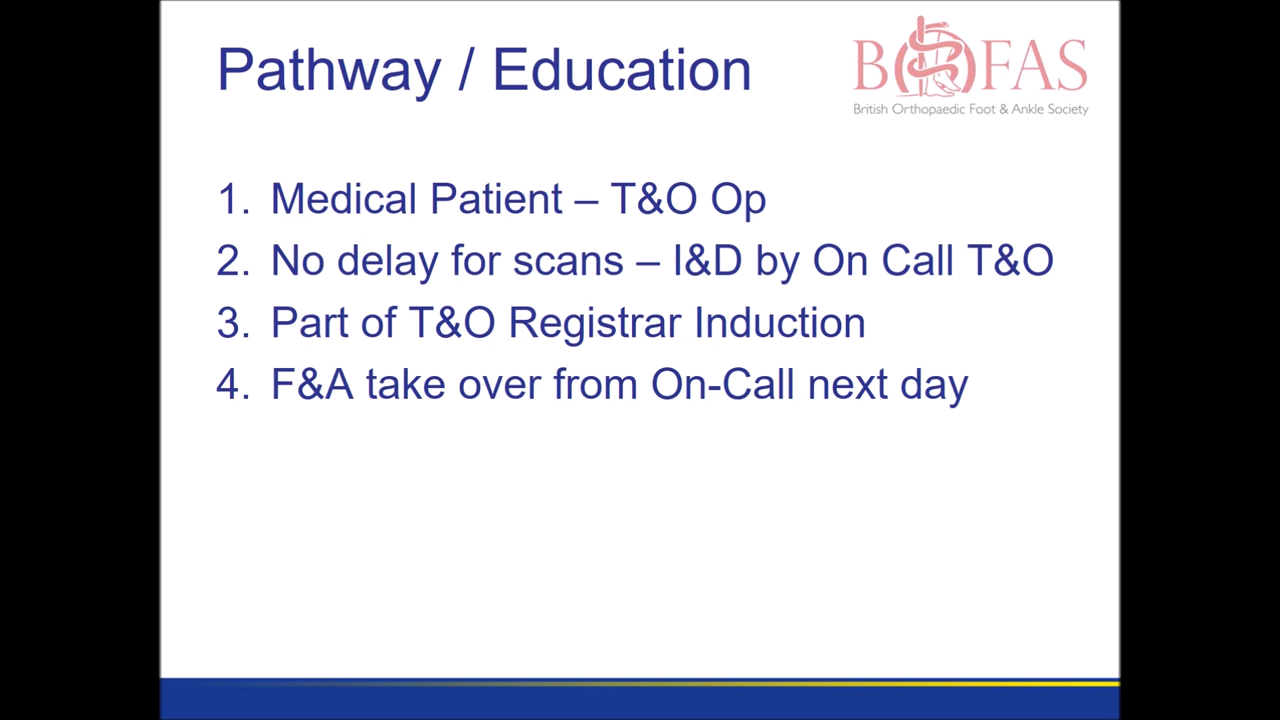 Pathway / Education
BOFAS
British Orthopaedic Foot & Ankle Society
1. Medical Patient – T&O Op
2. No delay for scans – I&D by On Call T&O
3. Part of T&O Registrar Induction
4. F&A take over from On-Call next day